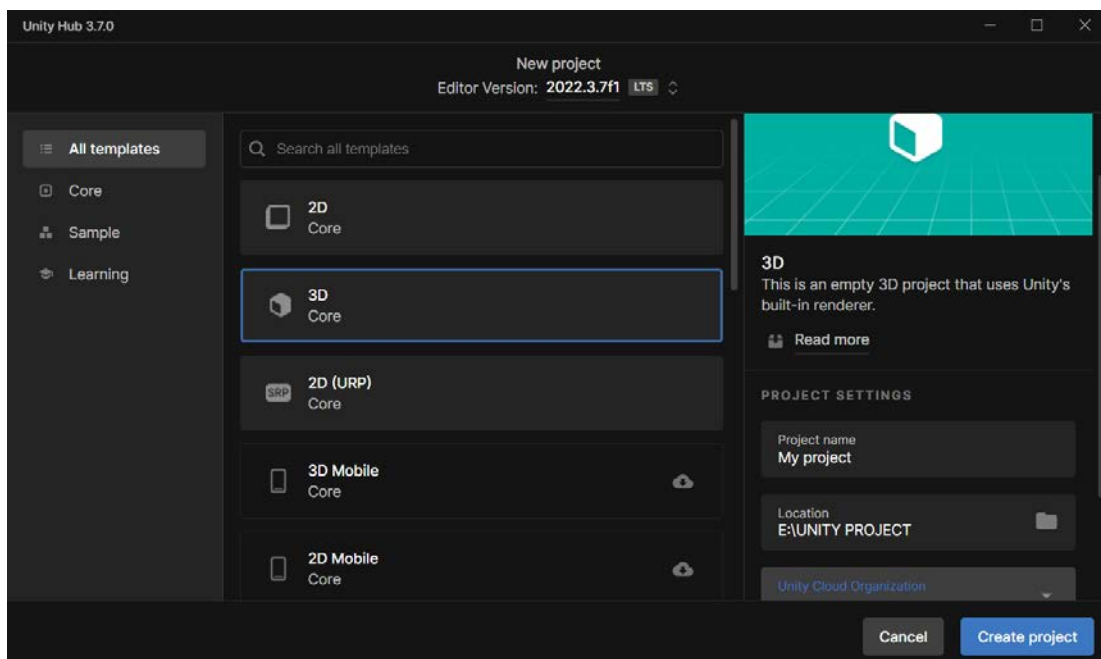 Unity Hub 3.7.0
New project
Editor Version: 2022.3.7f1 LTS
All templates
Core
Sample
Learning
Search all templates
2D
Core
3D
Core
SRP
2D (URP)
Core
3D Mobile
Core
2D Mobile
Core
3D
This is an empty 3D project that uses Unity's
built-in renderer.
Read more
PROJECT SETTINGS
Project name
My project
Location
E:\UNITY PROJECT
Unity Cloud Organization
Cancel
Create project